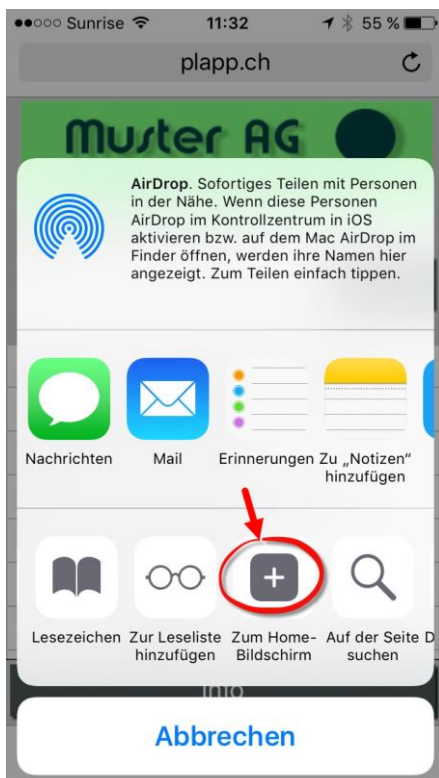 Sunrise 11:32 55 %
plapp.ch
Muster AG
AirDrop. Sofortiges Teilen mit Personen
in der Nähe. Wenn diese Personen
AirDrop im Kontrollzentrum in iOS
aktivieren bzw. auf dem Mac AirDrop im
Finder öffnen, werden ihre Namen hier
angezeigt. Zum Teilen einfach tippen.
Nachrichten Mail Erinnerungen Zu „Notizen“
hinzufügen
Lesezeichen Zur Leseliste Zum Home- Auf der Seite D
hinzufügen Bildschirm suchen
Info
Abbrechen